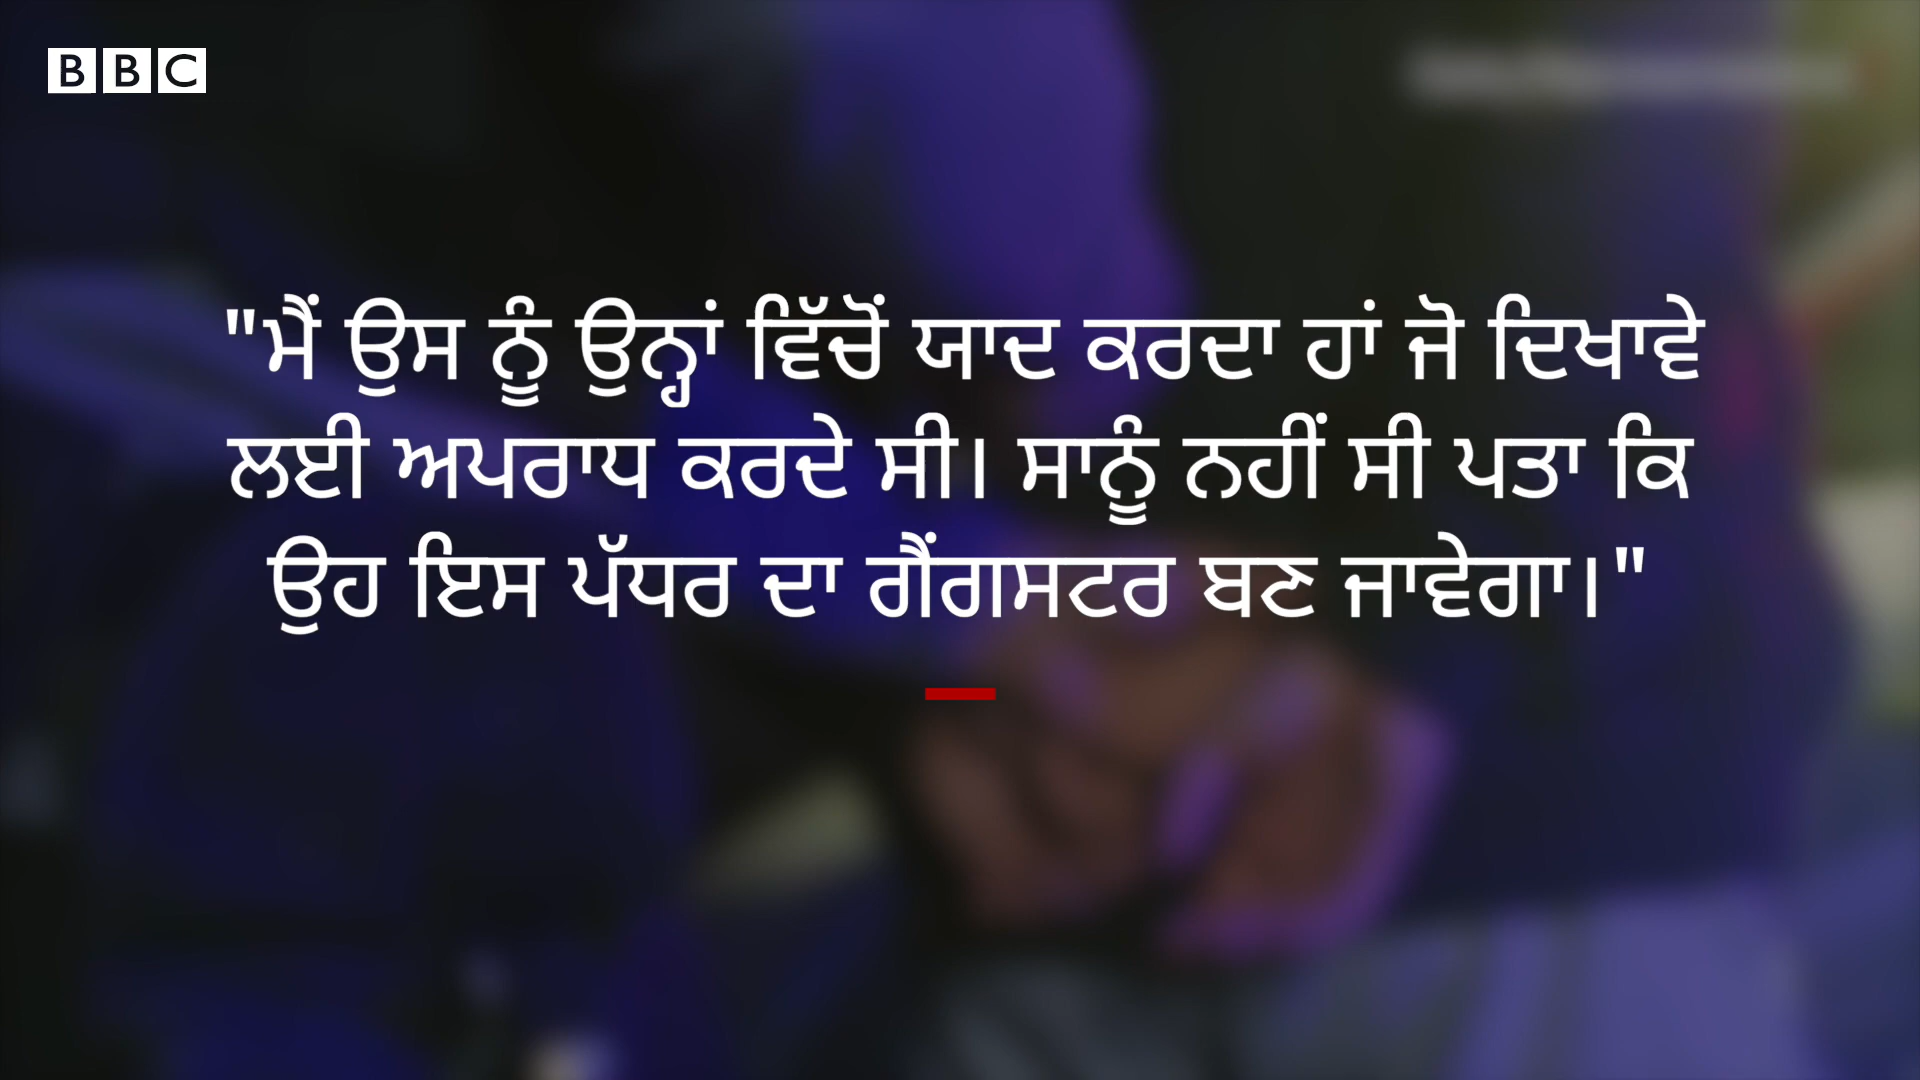 BBC
"ਮੈਂ ਉਸ ਨੂੰ ਉਨ੍ਹਾਂ ਵਿੱਚੋਂ ਯਾਦ ਕਰਦਾ ਹਾਂ ਜੋ ਦਿਖਾਵੇ
ਲਈ ਅਪਰਾਧ ਕਰਦੇ ਸੀ। ਸਾਨੂੰ ਨਹੀਂ ਸੀ ਪਤਾ ਕਿ
ਉਹ ਇਸ ਪੱਧਰ ਦਾ ਗੈਂਗਸਟਰ ਬਣ ਜਾਵੇਗਾ।"